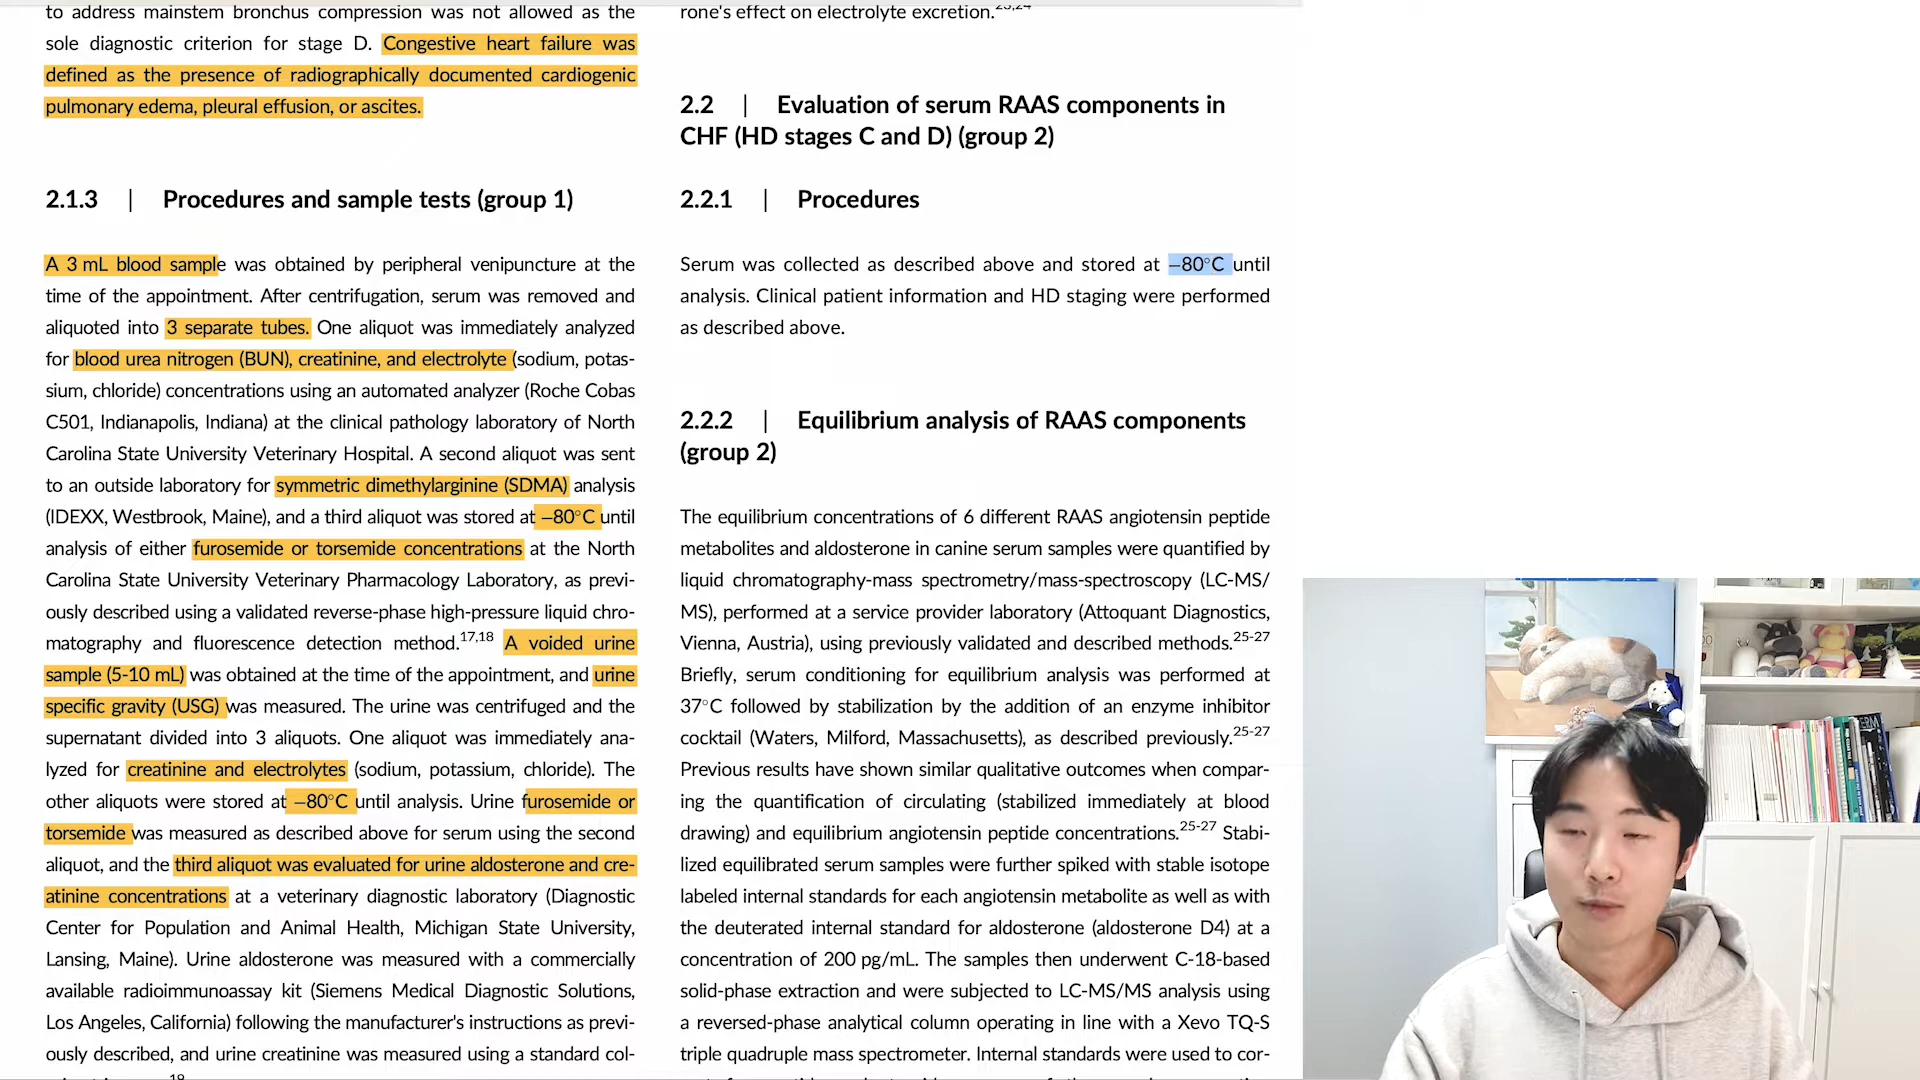 to address mainstem bronchus compression was not allowed as the
sole diagnostic criterion for stage D. Congestive heart failure was
defined as the presence of radiographically documented cardiogenic
pulmonary edema, pleural effusion, or ascites.
2.1.3 | Procedures and sample tests (group 1)
A 3 mL blood sample was obtained by peripheral venipuncture at the
time of the appointment. After centrifugation, serum was removed and
aliquoted into 3 separate tubes. One aliquot was immediately analyzed
for blood urea nitrogen (BUN), creatinine, and electrolyte (sodium, potas-
sium, chloride) concentrations using an automated analyzer (Roche Cobas
C501, Indianapolis, Indiana) at the clinical pathology laboratory of North
Carolina State University Veterinary Hospital. A second aliquot was sent
to an outside laboratory for symmetric dimethylarginine (SDMA) analysis
(IDEXX, Westbrook, Maine), and a third aliquot was stored at −80°C until
analysis of either furosemide or torsemide concentrations at the North
Carolina State University Veterinary Pharmacology Laboratory, as previ-
ously described using a validated reverse-phase high-pressure liquid chro-
matography and fluorescence detection method.17,18 A voided urine
sample (5-10 mL) was obtained at the time of the appointment, and urine
specific gravity (USG) was measured. The urine was centrifuged and the
supernatant divided into 3 aliquots. One aliquot was immediately ana-
lyzed for creatinine and electrolytes (sodium, potassium, chloride). The
other aliquots were stored at −80°C until analysis. Urine furosemide or
torsemide was measured as described above for serum using the second
aliquot, and the third aliquot was evaluated for urine aldosterone and cre-
atinine concentrations at a veterinary diagnostic laboratory (Diagnostic
Center for Population and Animal Health, Michigan State University,
Lansing, Maine). Urine aldosterone was measured with a commercially
available radioimmunoassay kit (Siemens Medical Diagnostic Solutions,
Los Angeles, California) following the manufacturer's instructions as previ-
ously described, and urine creatinine was measured using a standard col-
rone's effect on electrolyte excretion.23,24
2.2 | Evaluation of serum RAAS components in
CHF (HD stages C and D) (group 2)
2.2.1 | Procedures
Serum was collected as described above and stored at −80°C until
analysis. Clinical patient information and HD staging were performed
as described above.
2.2.2 | Equilibrium analysis of RAAS components
(group 2)
The equilibrium concentrations of 6 different RAAS angiotensin peptide
metabolites and aldosterone in canine serum samples were quantified by
liquid chromatography-mass spectrometry/mass-spectroscopy (LC-MS/
MS), performed at a service provider laboratory (Attoquant Diagnostics,
Vienna, Austria), using previously validated and described methods.25-27
Briefly, serum conditioning for equilibrium analysis was performed at
37°C followed by stabilization by the addition of an enzyme inhibitor
cocktail (Waters, Milford, Massachusetts), as described previously.25-27
Previous results have shown similar qualitative outcomes when compar-
ing the quantification of circulating (stabilized immediately at blood
drawing) and equilibrium angiotensin peptide concentrations.25-27 Stabi-
lized equilibrated serum samples were further spiked with stable isotope
labeled internal standards for each angiotensin metabolite as well as with
the deuterated internal standard for aldosterone (aldosterone D4) at a
concentration of 200 pg/mL. The samples then underwent C-18-based
solid-phase extraction and were subjected to LC-MS/MS analysis using
a reversed-phase analytical column operating in line with a Xevo TQ-S
triple quadruple mass spectrometer. Internal standards were used to cor-